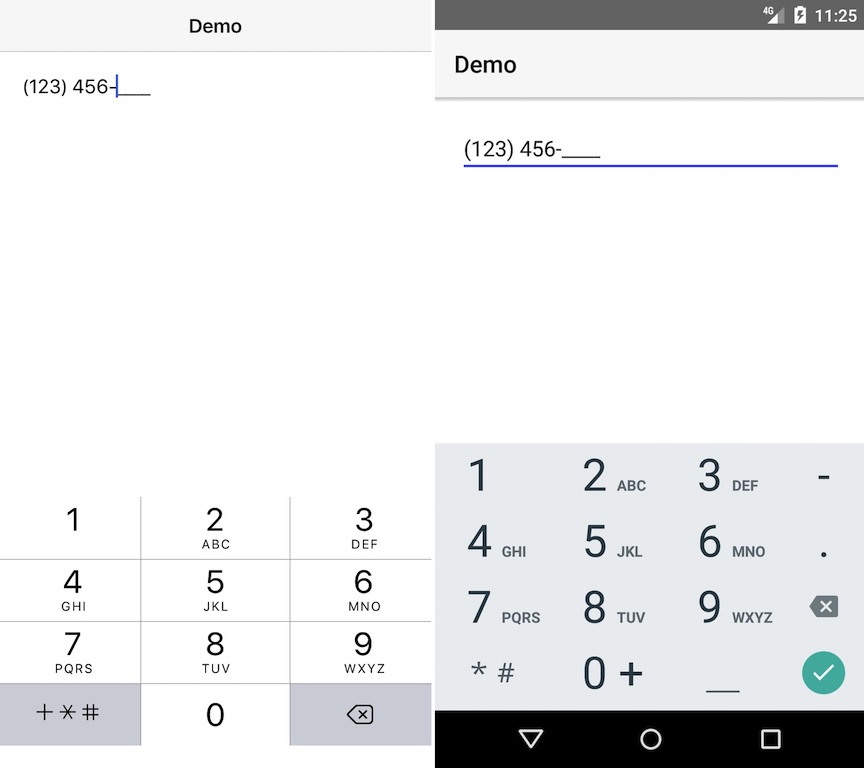 Demo
(123) 456-____
1
2 ABC
3 DEF
4 GHI
5 JKL
6 MNO
7 PQRS
8 TUV
9 WXYZ
+*#
0
4G 11:25
Demo
(123) 456-____
1 2 ABC 3 DEF -
4 GHI 5 JKL 6 MNO .
7 PQRS 8 TUV 9 WXYZ
* # 0 + _